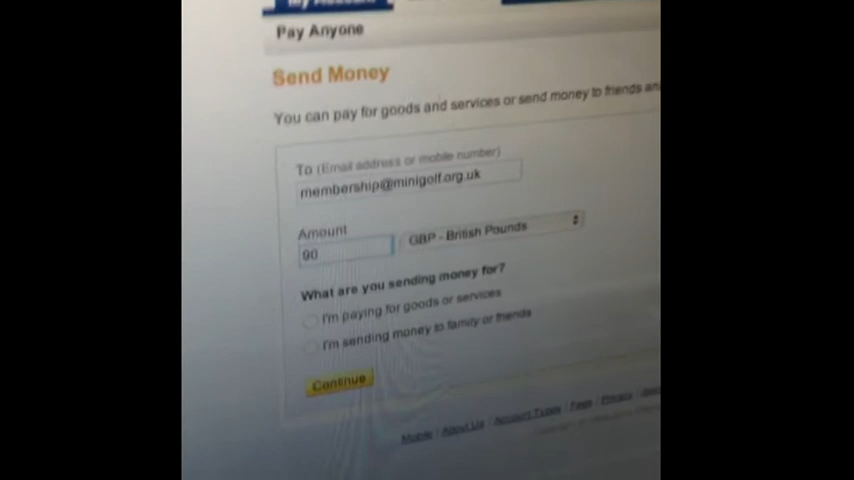 My Account
Pay Anyone
Send Money
You can pay for goods and services or send money to friends an
To (Email address or mobile number)
membership@minigolf.org.uk
Amount
90
GBP - British Pounds
What are you sending money for?
I'm paying for goods or services
I'm sending money to family or friends
Continue
Mobile | About Us | Account Types | Fees | Privacy |